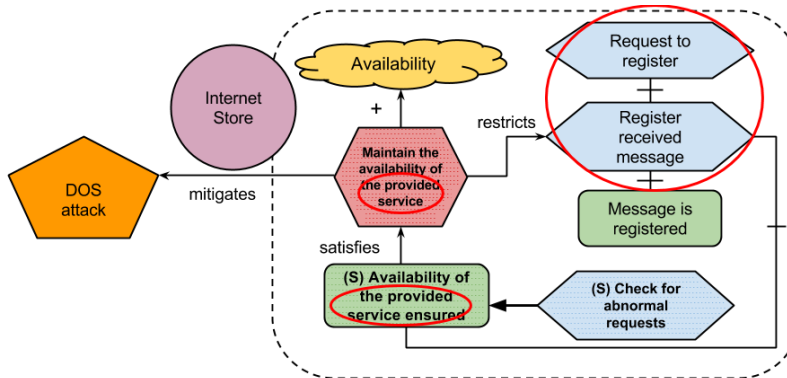 Availability
Request to
register
Internet
Store
+
restricts
Register
received
message
Maintain the
availability of
the provided
service
DOS
attack
mitigates
Message is
registered
satisfies
(S) Availability of
the provided
service ensured
(S) Check for
abnormal
requests